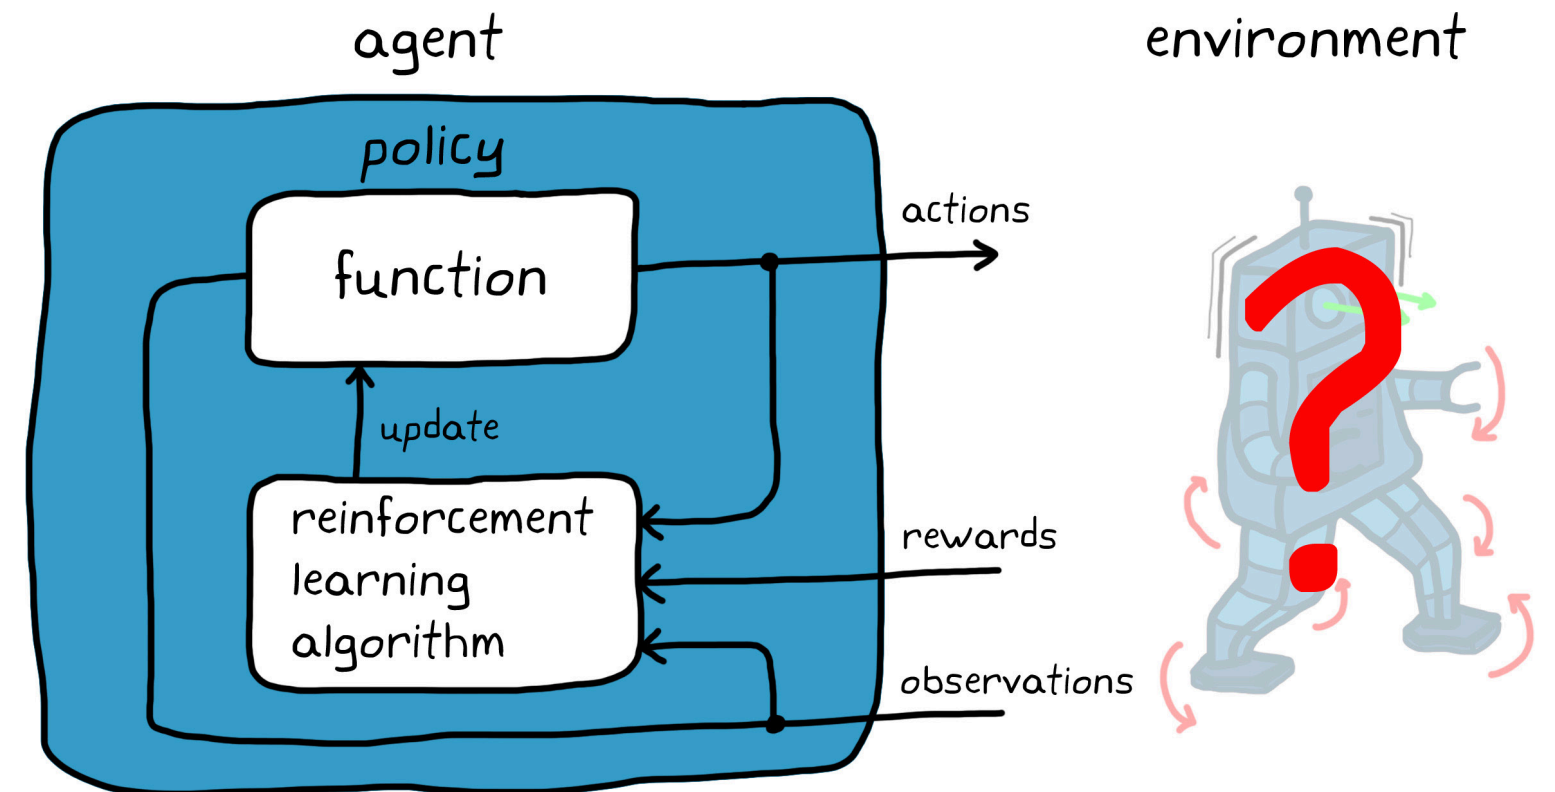 agent
environment
policy
function
actions
update
reinforcement
learning
algorithm
rewards
observations
?